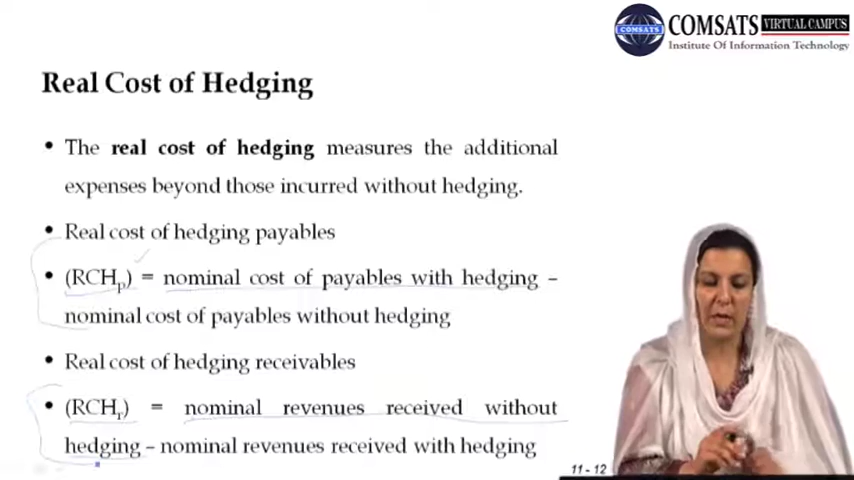 COMSATS VIRTUAL CAMPUS
COMSATS
Institute Of Information Technology
Real Cost of Hedging
• The real cost of hedging measures the additional
expenses beyond those incurred without hedging.
• Real cost of hedging payables
• (RCHp) = nominal cost of payables with hedging –
nominal cost of payables without hedging
• Real cost of hedging receivables
• (RCHr) = nominal revenues received without
hedging – nominal revenues received with hedging
11 - 12